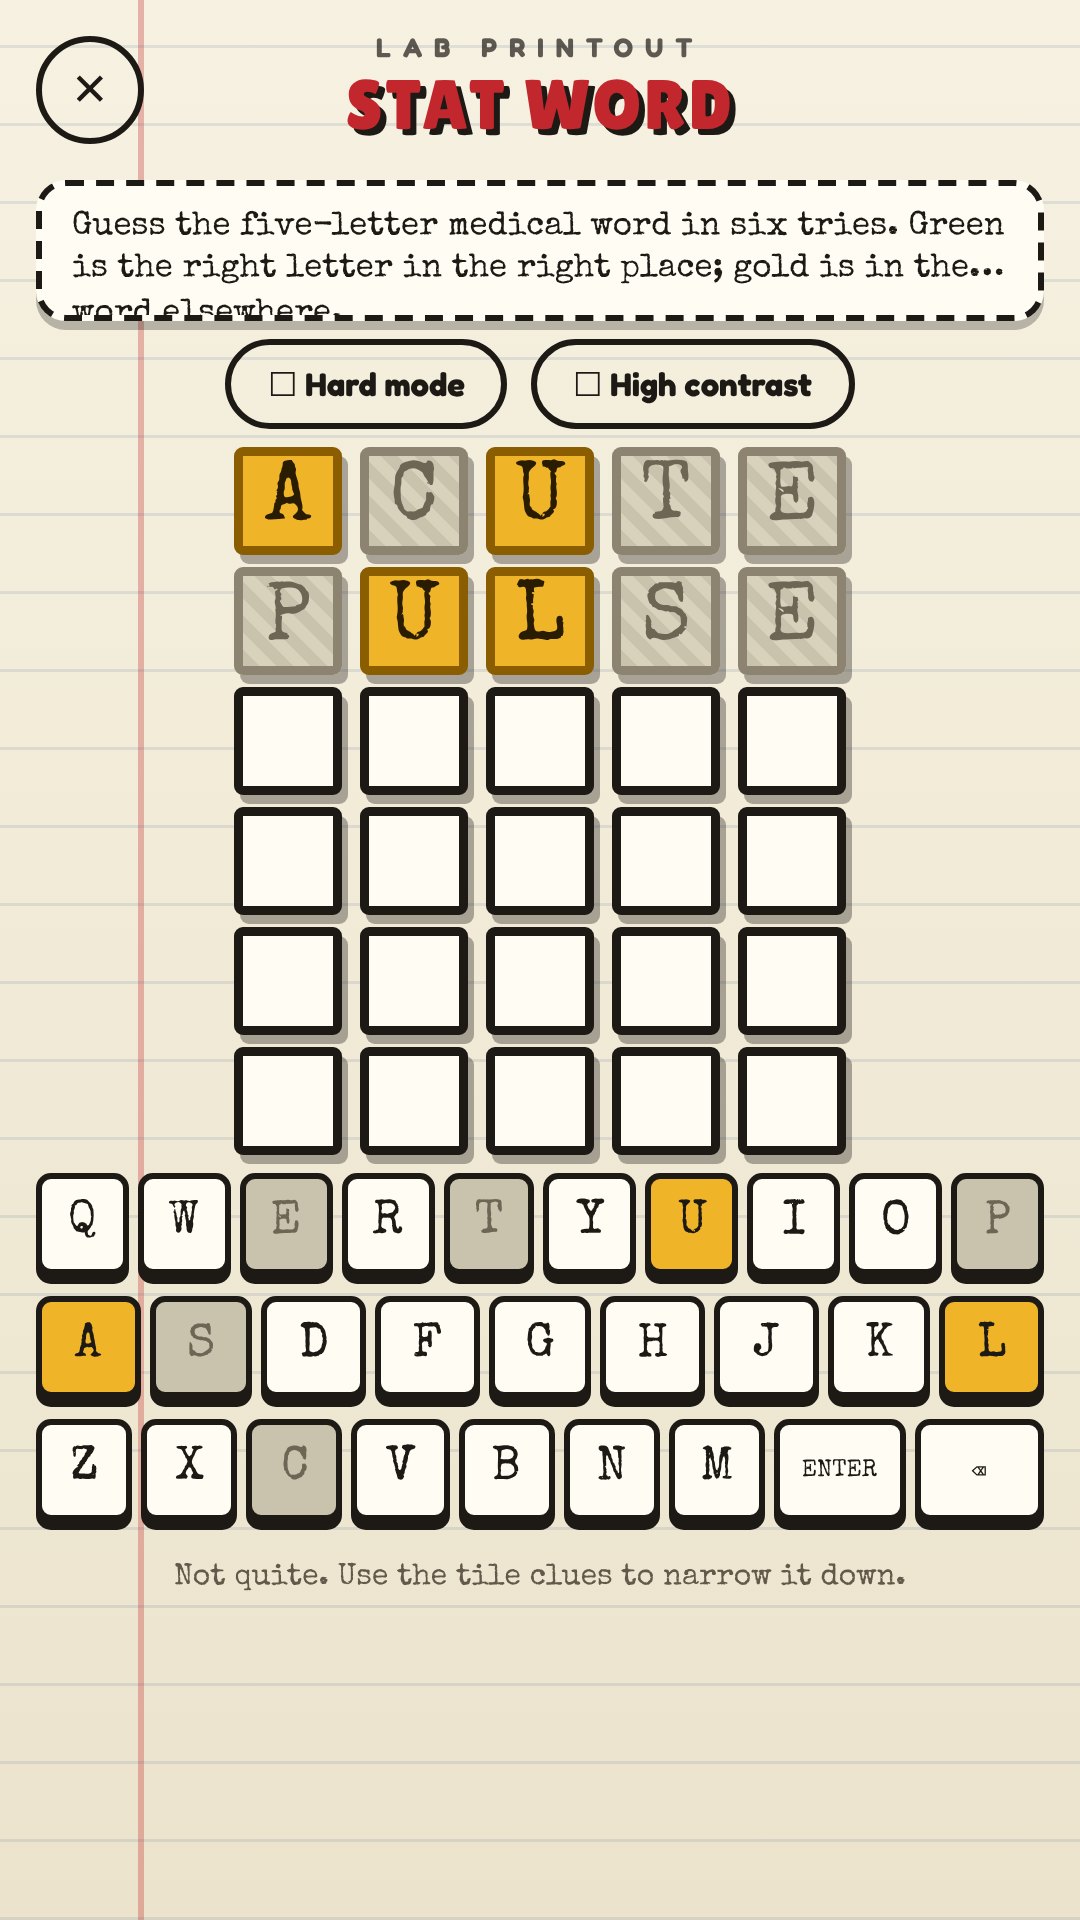 LAB PRINTOUT
×
STAT WORD
Guess the five-letter medical word in six tries. Green
is the right letter in the right place; gold is in the...
word elsewhere.
☐ Hard mode ☐ High contrast
A C U T E
P U L S E
Q W E R T Y U I O P
A S D F G H J K L
Z X C V B N M ENTER ⌫
Not quite. Use the tile clues to narrow it down.